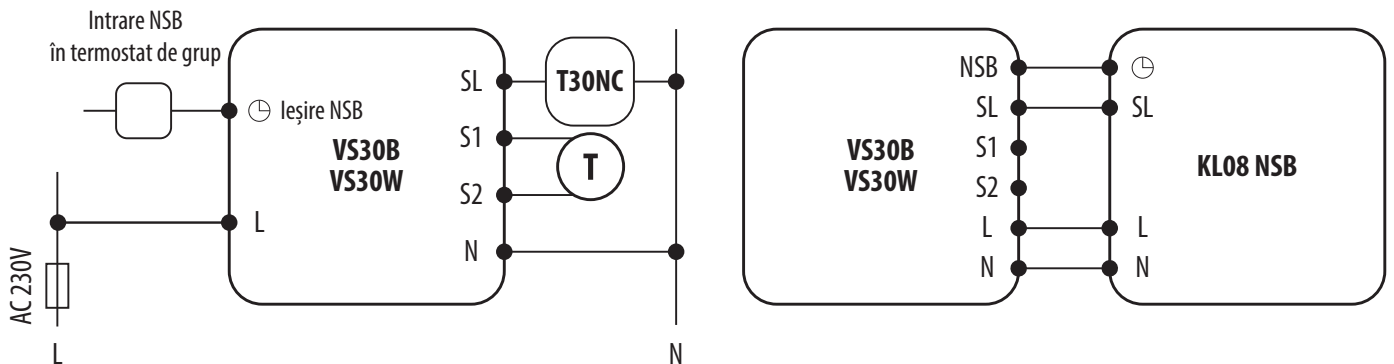 Intrare NSB
în termostat de grup
Ieșire NSB
VS30B
VS30W
SL
S1
S2
N
L
T30NC
T
AC 230V
L
N
VS30B
VS30W
NSB
SL
S1
S2
L
N
SL
L
N
KL08 NSB